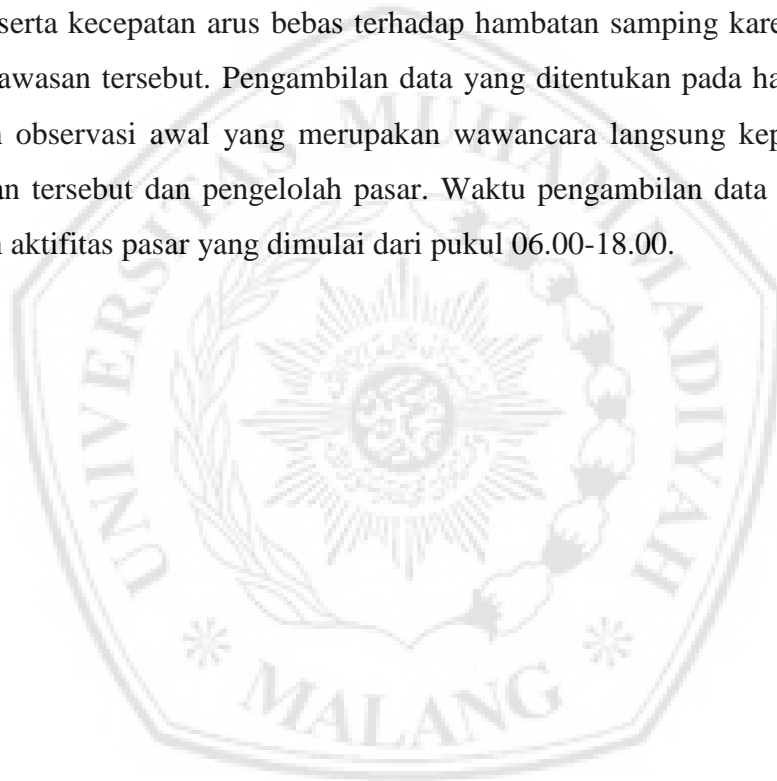 serta kecepatan arus bebas terhadap hambatan samping kare
awasan tersebut. Pengambilan data yang ditentukan pada ha
observasi awal yang merupakan wawancara langsung kep
an tersebut dan pengelolah pasar. Waktu pengambilan data
aktifitas pasar yang dimulai dari pukul 06.00-18.00.
UNIVERSITAS MUHAMMADIYAH
MALANG